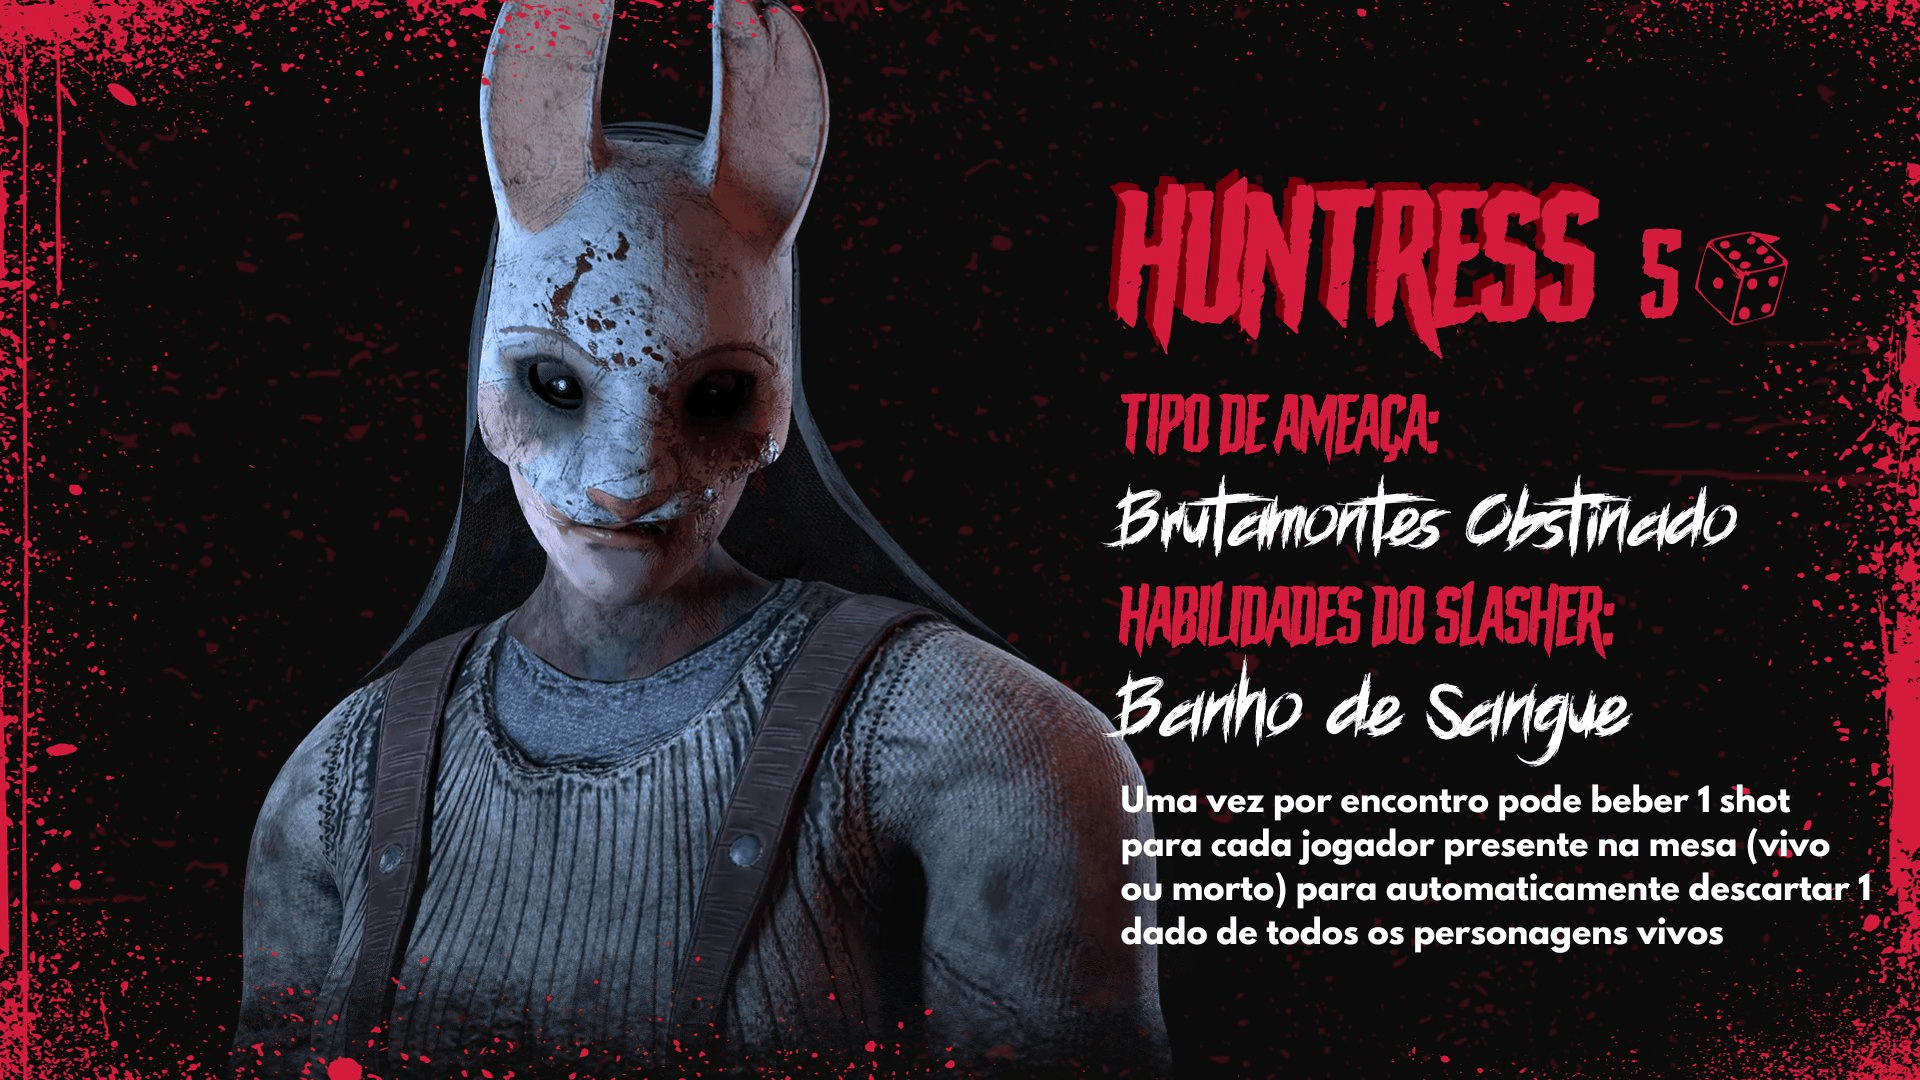 HUNTRESS 5
TIPO DE AMEAÇA:
Brutamontes Obstinado
HABILIDADES DO SLASHER:
Banho de Sangue
Uma vez por encontro pode beber 1 shot
para cada jogador presente na mesa (vivo
ou morto) para automaticamente descartar 1
dado de todos os personagens vivos